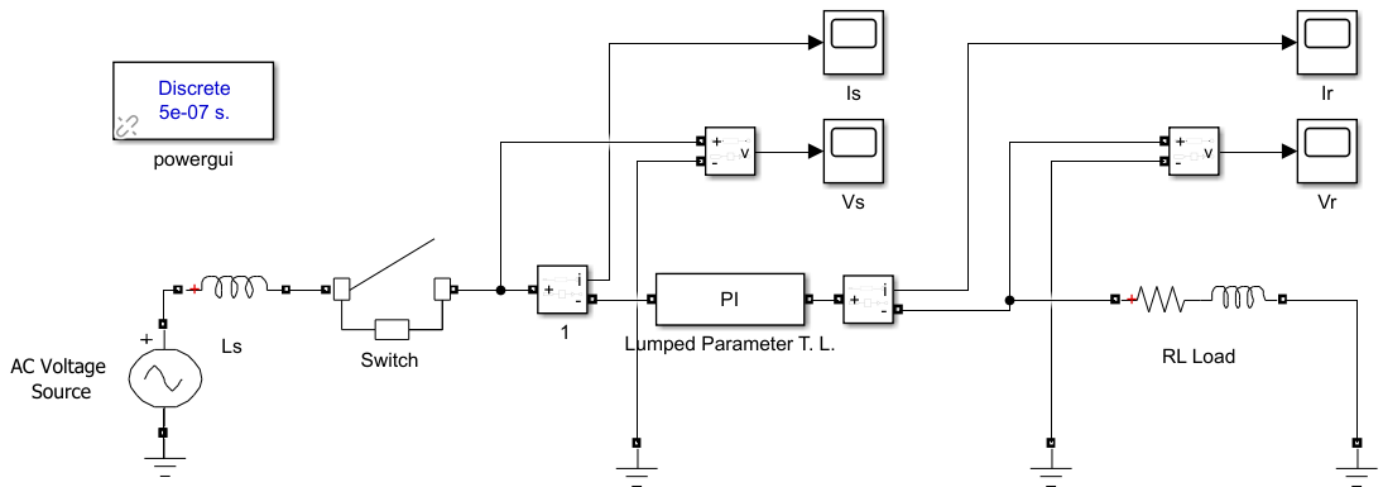 Discrete
5e-07 s.
powergui
Is
Ir
+
-
v
Vs
+
-
v
Vr
+
Ls
Switch
+
i
-
1
PI
Lumped Parameter T. L.
+
i
-
+
RL Load
+
AC Voltage
Source